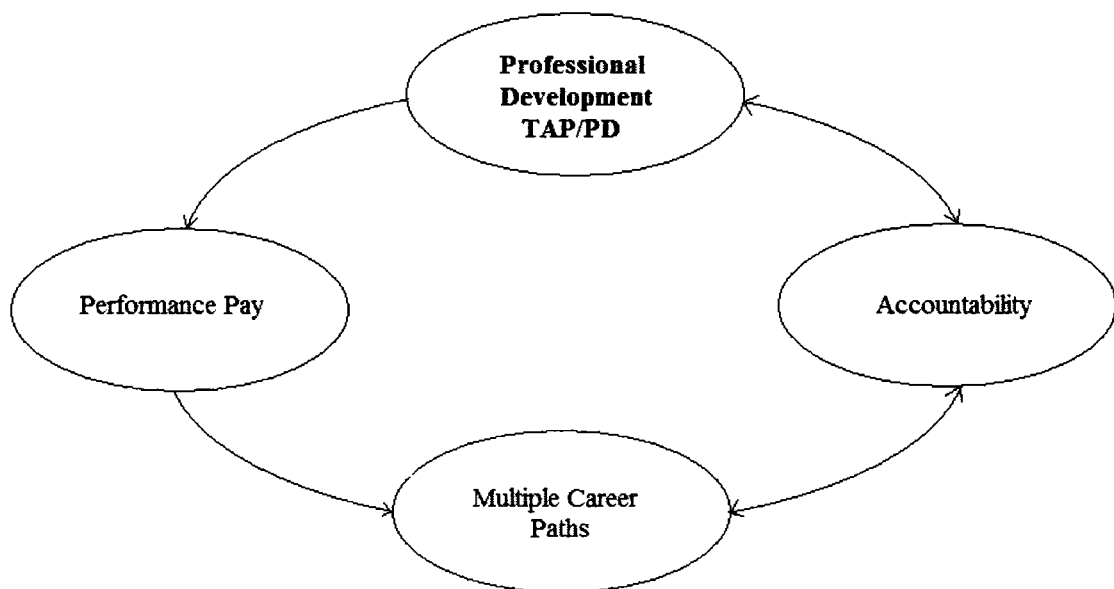 Professional
Development
TAP/PD
Performance Pay
Accountability
Multiple Career
Paths